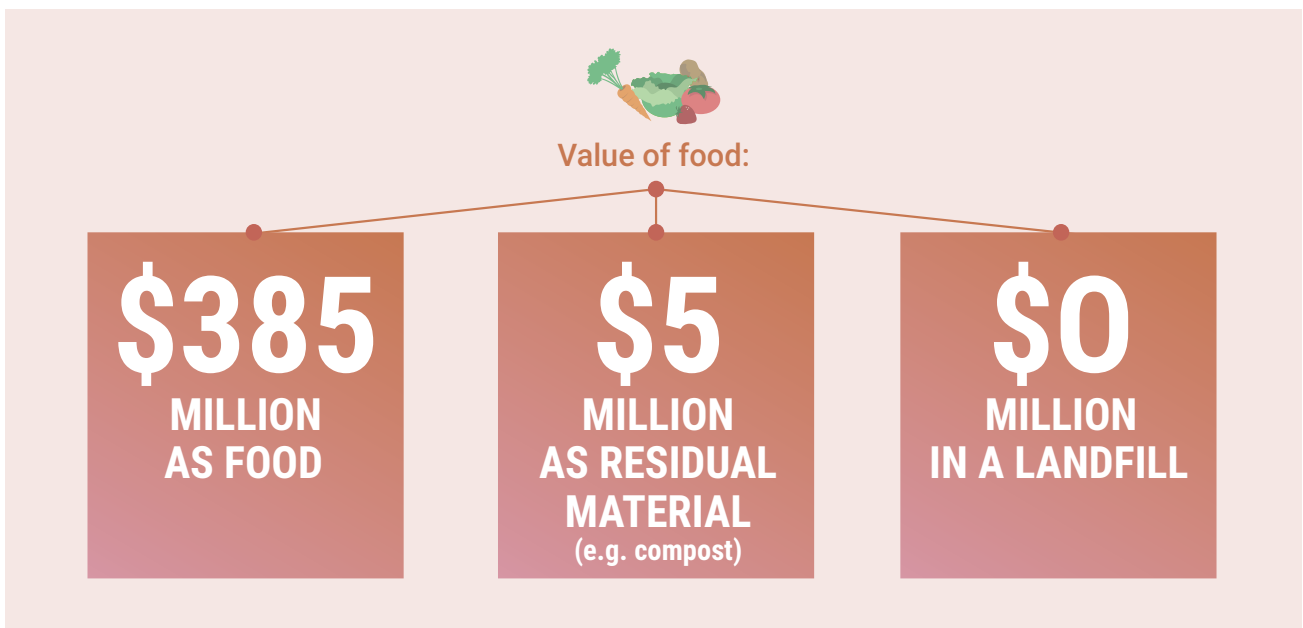 Value of food:
$385
MILLION
AS FOOD
$5
MILLION
AS RESIDUAL
MATERIAL
(e.g. compost)
$0
MILLION
IN A LANDFILL